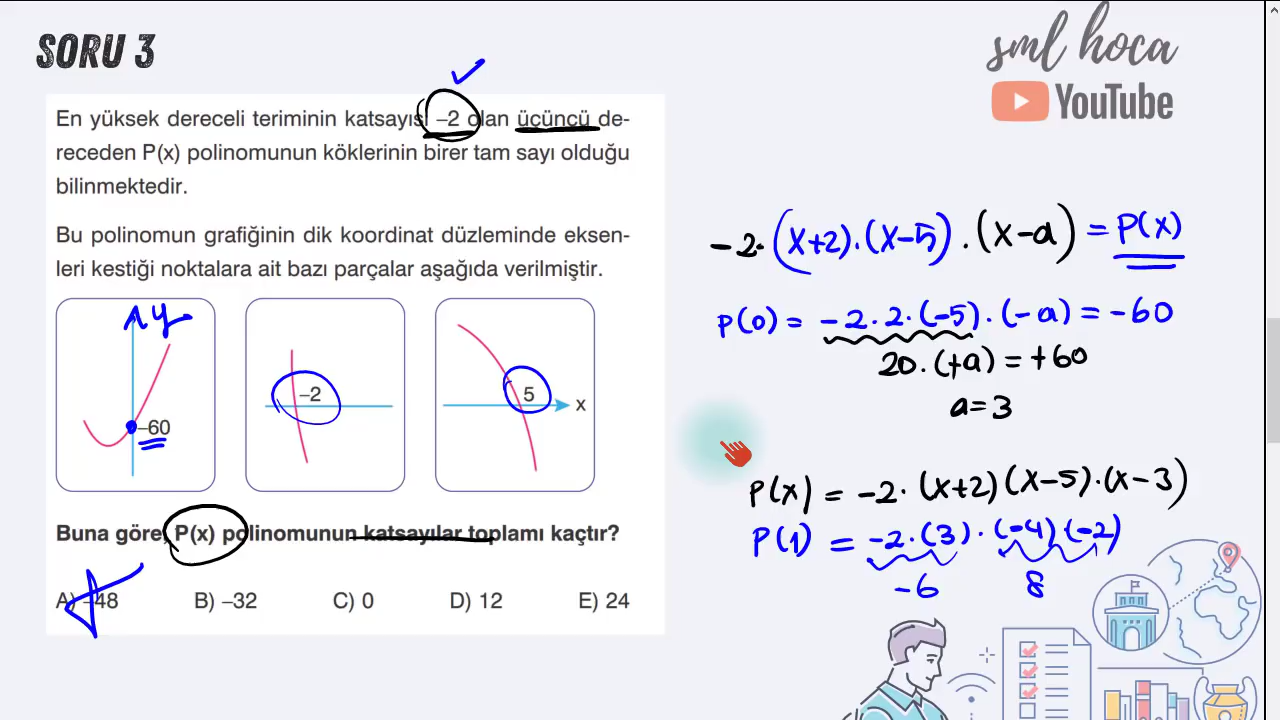 SORU 3
sml hoca
YouTube
En yüksek dereceli teriminin katsayısı –2 olan üçüncü de-
receden P(x) polinomunun köklerinin birer tam sayı olduğu
bilinmektedir.
Bu polinomun grafiğinin dik koordinat düzleminde eksen-
leri kestiği noktalara ait bazı parçalar aşağıda verilmiştir.
y
–60
–2
5
x
Buna göre, P(x) polinomunun katsayılar toplamı kaçtır?
A) –48 B) –32 C) 0 D) 12 E) 24
-2·(x+2)·(x-5)·(x-a) = P(x)
P(0) = -2·2·(-5)·(-a) = -60
20·(+a) = +60
a=3
P(x) = -2·(x+2)(x-5)·(x-3)
P(1) = -2·(3)·(-4)(-2)
-6 8